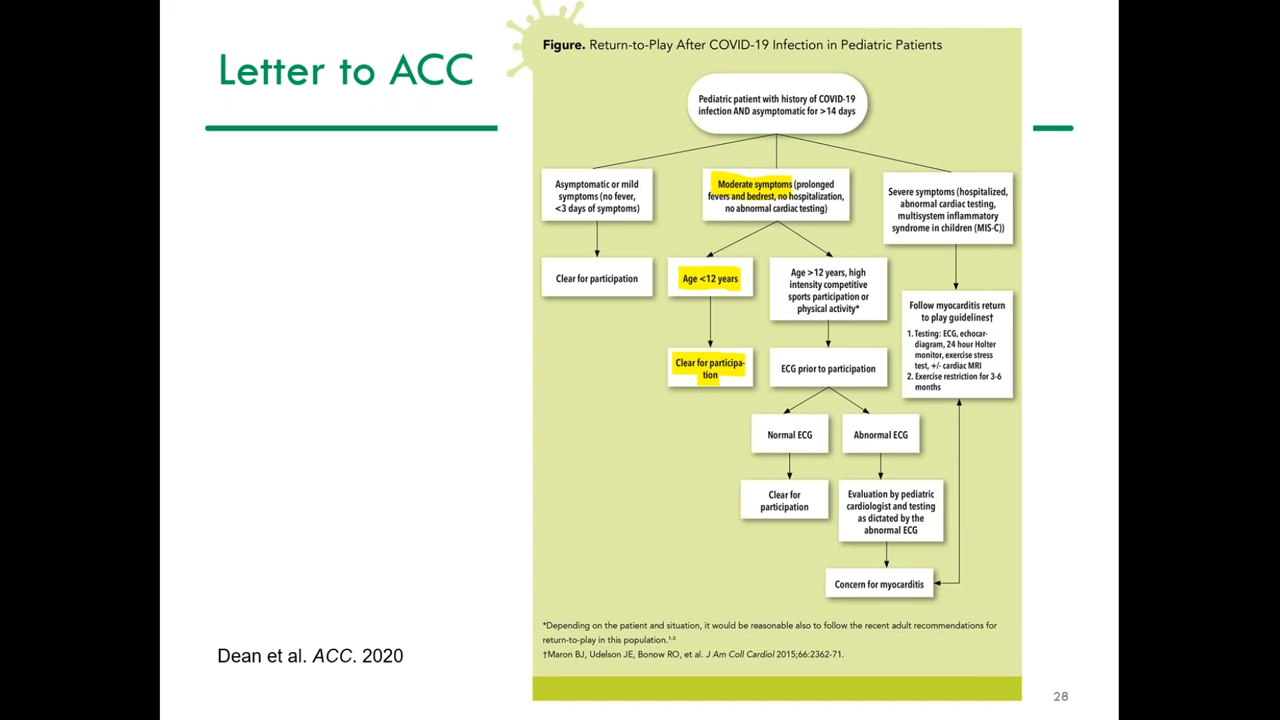 Letter to ACC
Figure. Return-to-Play After COVID-19 Infection in Pediatric Patients
Pediatric patient with history of COVID-19
infection AND asymptomatic for >14 days
Asymptomatic or mild
symptoms (no fever,
<3 days of symptoms)
Moderate symptoms (prolonged
fevers and bedrest, no hospitalization,
no abnormal cardiac testing)
Severe symptoms (hospitalized,
abnormal cardiac testing,
multisystem inflammatory
syndrome in children (MIS-C))
Clear for participation
Age <12 years
Age >12 years, high
intensity competitive
sports participation or
physical activity*
Follow myocarditis return
to play guidelines†
1. Testing: ECG, echocar-
diagram, 24 hour Holter
monitor, exercise stress
test, +/- cardiac MRI
2. Exercise restriction for 3-6
months
Clear for participa-
tion
ECG prior to participation
Normal ECG
Abnormal ECG
Clear for
participation
Evaluation by pediatric
cardiologist and testing
as dictated by the
abnormal ECG
Concern for myocarditis
*Depending on the patient and situation, it would be reasonable also to follow the recent adult recommendations for
return-to-play in this population.1-3
†Maron BJ, Udelson JE, Bonow RO, et al. J Am Coll Cardiol 2015;66:2362-71.
Dean et al. ACC. 2020
28